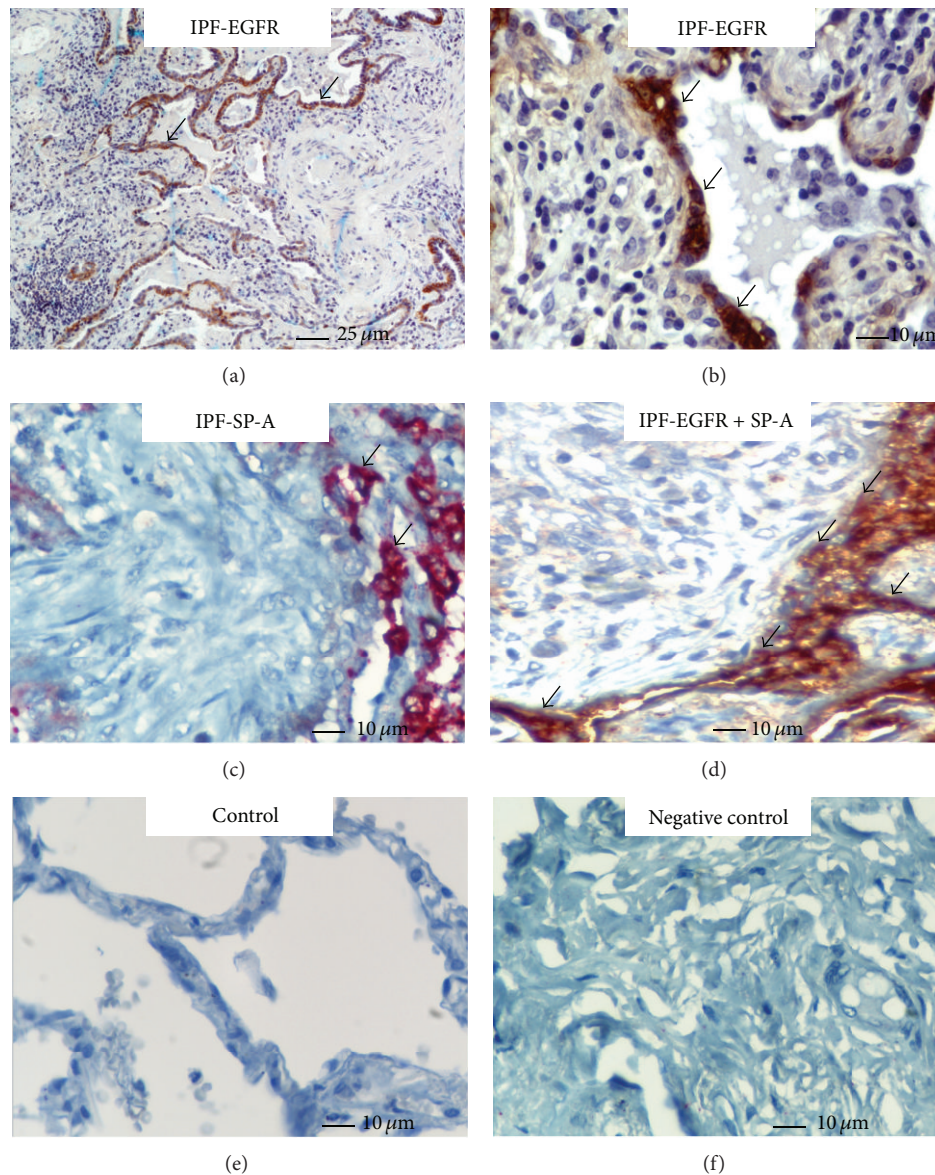 IPF-EGFR
IPF-EGFR
25 μm
10 μm
(a)
(b)
IPF-SP-A
IPF-EGFR + SP-A
10 μm
10 μm
(c)
(d)
Control
Negative control
10 μm
10 μm
(e)
(f)